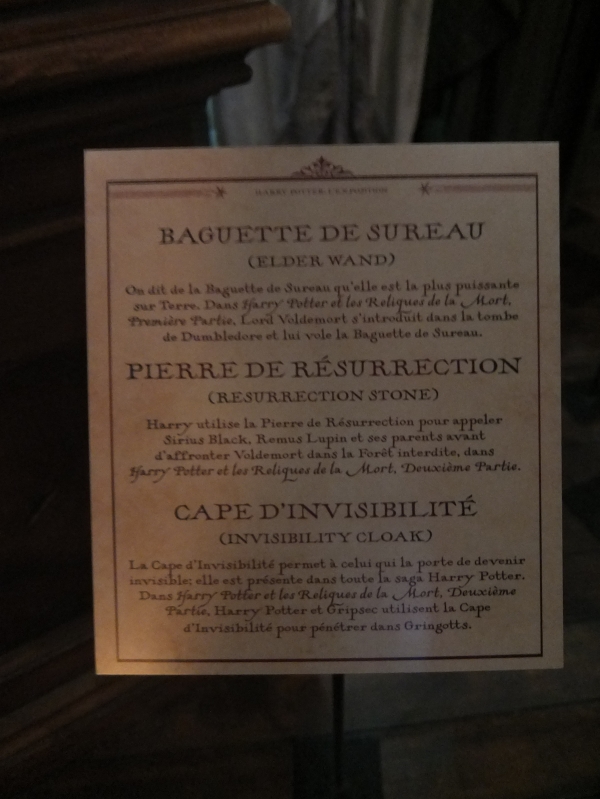 HARRY POTTER: L'EXPOSITION
BAGUETTE DE SUREAU
(ELDER WAND)
On dit de la Baguette de Sureau qu'elle est la plus puissante
sur Terre. Dans Harry Potter et les Reliques de la Mort,
Première Partie, Lord Voldemort s'introduit dans la tombe
de Dumbledore et lui vole la Baguette de Sureau.
PIERRE DE RÉSURRECTION
(RESURRECTION STONE)
Harry utilise la Pierre de Résurrection pour appeler
Sirius Black, Remus Lupin et ses parents avant
d'affronter Voldemort dans la Forêt interdite, dans
Harry Potter et les Reliques de la Mort, Deuxième Partie.
CAPE D'INVISIBILITÉ
(INVISIBILITY CLOAK)
La Cape d'Invisibilité permet à celui qui la porte de devenir
invisible; elle est présente dans toute la saga Harry Potter.
Dans Harry Potter et les Reliques de la Mort, Deuxième
Partie, Harry Potter et Gripsec utilisent la Cape
d'Invisibilité pour pénétrer dans Gringotts.